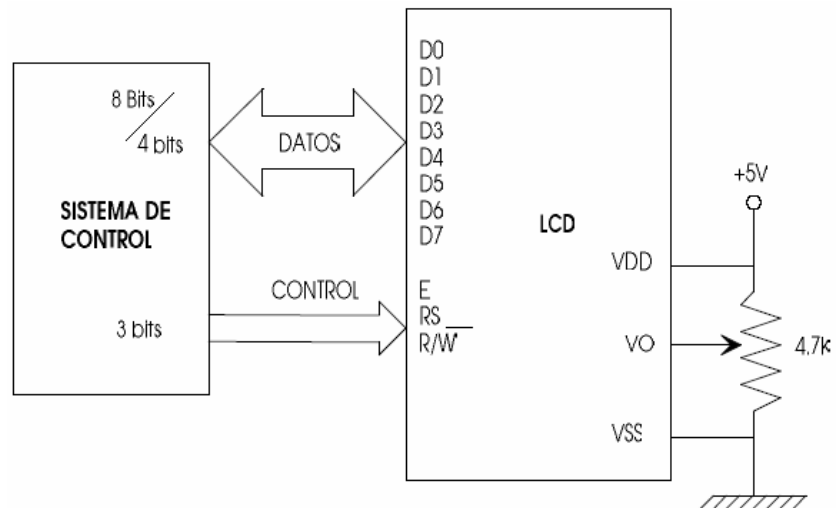 8 Bits
4 bits
SISTEMA DE
CONTROL
3 bits
DATOS
CONTROL
D0
D1
D2
D3
D4
D5
D6
D7
E
RS
R/W
LCD
VDD
VO
VSS
+5V
4.7k